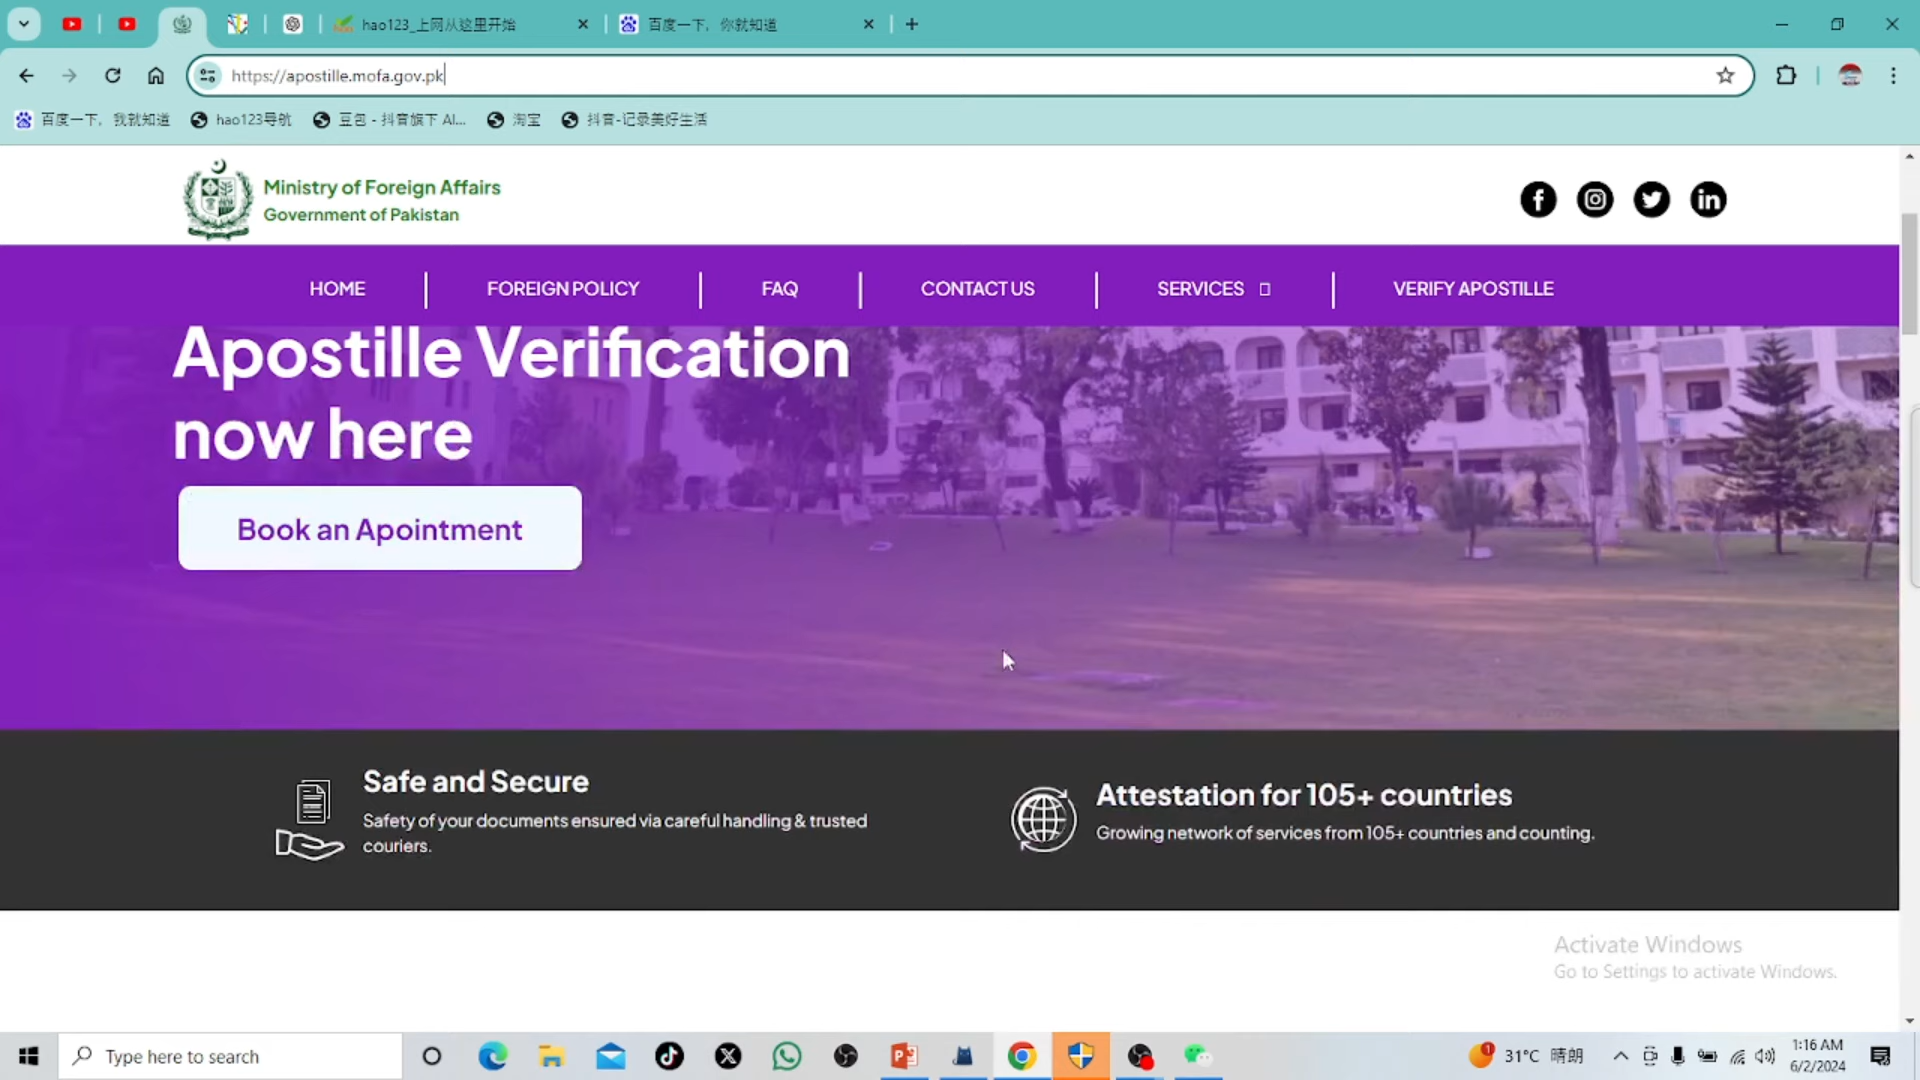 hao123_上网从这里开始
百度一下，你就知道
https://apostille.mofa.gov.pk
百度一下，我就知道
hao123导航
豆包 - 抖音旗下 AI...
淘宝
抖音-记录美好生活
Ministry of Foreign Affairs
Government of Pakistan
HOME
FOREIGN POLICY
FAQ
CONTACT US
SERVICES
VERIFY APOSTILLE
Apostille Verification
now here
Book an Apointment
Safe and Secure
Safety of your documents ensured via careful handling & trusted
couriers.
Attestation for 105+ countries
Growing network of services from 105+ countries and counting.
Activate Windows
Go to Settings to activate Windows.
Type here to search
1
31°C 晴朗
1:16 AM
6/2/2024